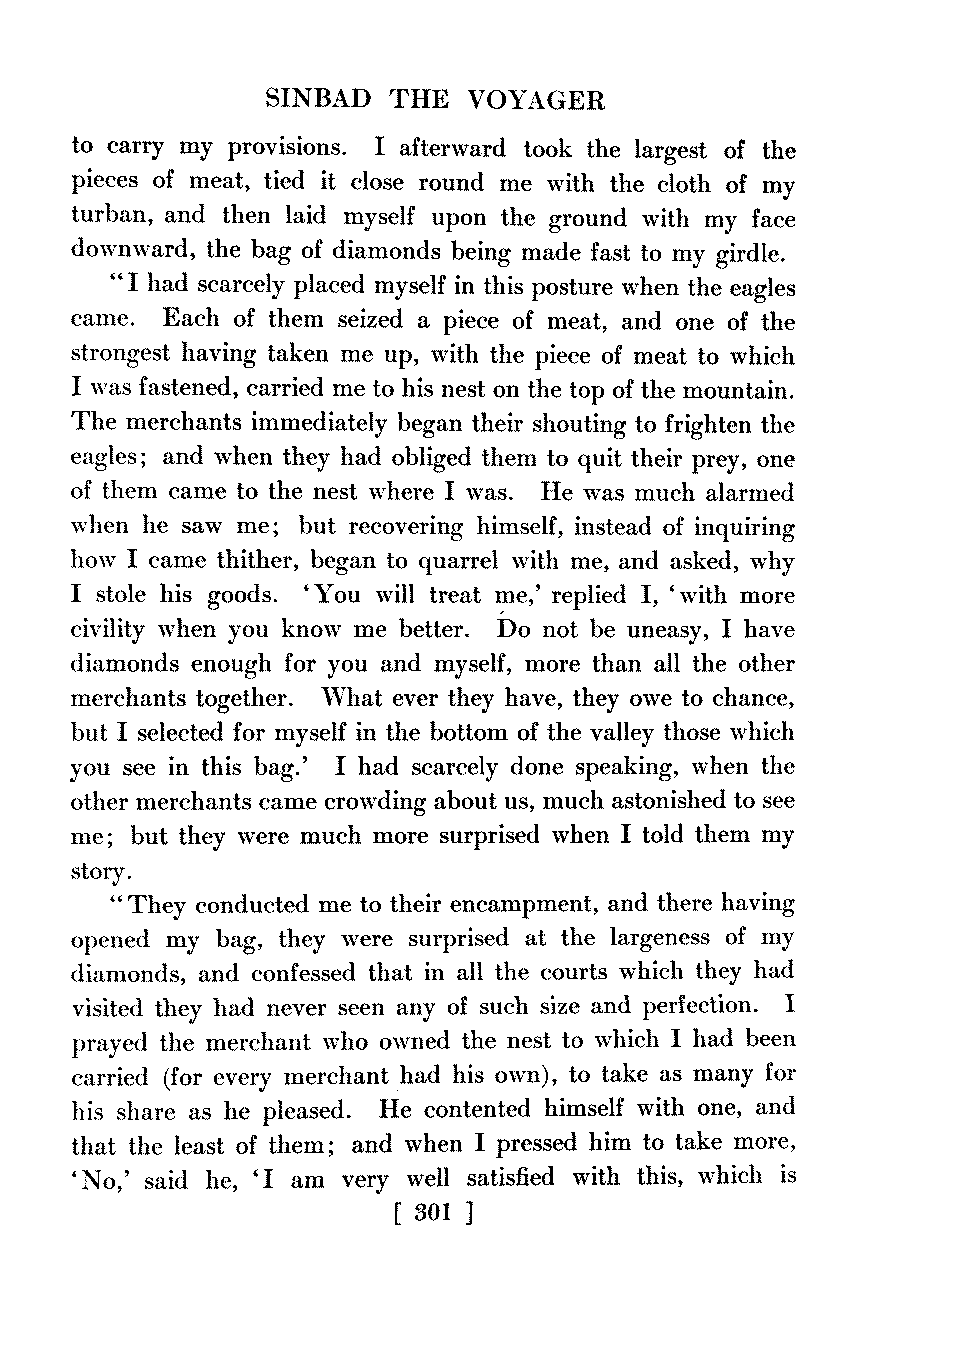 SINBAD THE VOYAGER
to carry my provisions. I afterward took the largest of the
pieces of meat, tied it close round me with the cloth of my
turban, and then laid myself upon the ground with my face
downward, the bag of diamonds being made fast to my girdle.
“I had scarcely placed myself in this posture when the eagles
came. Each of them seized a piece of meat, and one of the
strongest having taken me up, with the piece of meat to which
I was fastened, carried me to his nest on the top of the mountain.
The merchants immediately began their shouting to frighten the
eagles; and when they had obliged them to quit their prey, one
of them came to the nest where I was. He was much alarmed
when he saw me; but recovering himself, instead of inquiring
how I came thither, began to quarrel with me, and asked, why
I stole his goods. ‘You will treat me,’ replied I, ‘with more
civility when you know me better. Do not be uneasy, I have
diamonds enough for you and myself, more than all the other
merchants together. What ever they have, they owe to chance,
but I selected for myself in the bottom of the valley those which
you see in this bag.’ I had scarcely done speaking, when the
other merchants came crowding about us, much astonished to see
me; but they were much more surprised when I told them my
story.
“They conducted me to their encampment, and there having
opened my bag, they were surprised at the largeness of my
diamonds, and confessed that in all the courts which they had
visited they had never seen any of such size and perfection. I
prayed the merchant who owned the nest to which I had been
carried (for every merchant had his own), to take as many for
his share as he pleased. He contented himself with one, and
that the least of them; and when I pressed him to take more,
‘No,’ said he, ‘I am very well satisfied with this, which is
[ 301 ]